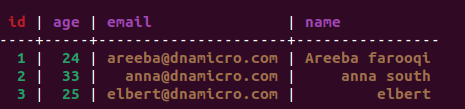 id | age | email | name
----+-----+--------------------+----------------
1 | 24 | areeba@dnamicro.com | Areeba farooqi
2 | 33 | anna@dnamicro.com | anna south
3 | 25 | elbert@dnamicro.com | elbert